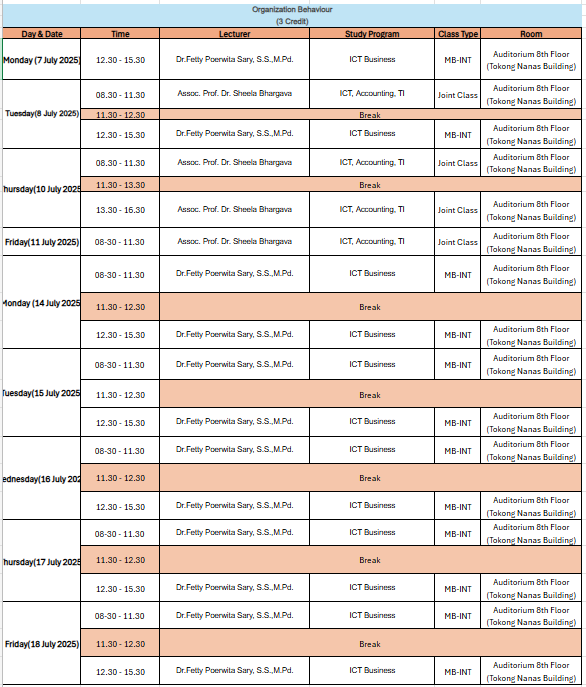 Organization Behaviour
(3 Credit)
Day & Date Time Lecturer Study Program Class Type Room
Monday (7 July 2025) 12.30 - 15.30 Dr.Fetty Poerwita Sary, S.S.,M.Pd. ICT Business MB-INT Auditorium 8th Floor
(Tokong Nanas Building)
Tuesday(8 July 2025) 08.30 - 11.30 Assoc. Prof. Dr. Sheela Bhargava ICT, Accounting, TI Joint Class Auditorium 8th Floor
(Tokong Nanas Building)
11.30 - 12.30 Break
12.30 - 15.30 Dr.Fetty Poerwita Sary, S.S.,M.Pd. ICT Business MB-INT Auditorium 8th Floor
(Tokong Nanas Building)
hursday(10 July 2025 08.30 - 11.30 Assoc. Prof. Dr. Sheela Bhargava ICT, Accounting, TI Joint Class Auditorium 8th Floor
(Tokong Nanas Building)
11.30 - 13.30 Break
13.30 - 16.30 Assoc. Prof. Dr. Sheela Bhargava ICT, Accounting, TI Joint Class Auditorium 8th Floor
(Tokong Nanas Building)
Friday(11 July 2025) 08-30 - 11.30 Assoc. Prof. Dr. Sheela Bhargava ICT, Accounting, TI Joint Class Auditorium 8th Floor
(Tokong Nanas Building)
Monday (14 July 2025 08-30 - 11.30 Dr.Fetty Poerwita Sary, S.S.,M.Pd. ICT Business MB-INT Auditorium 8th Floor
(Tokong Nanas Building)
11.30 - 12.30 Break
12.30 - 15.30 Dr.Fetty Poerwita Sary, S.S.,M.Pd. ICT Business MB-INT Auditorium 8th Floor
(Tokong Nanas Building)
Tuesday(15 July 2025 08-30 - 11.30 Dr.Fetty Poerwita Sary, S.S.,M.Pd. ICT Business MB-INT Auditorium 8th Floor
(Tokong Nanas Building)
11.30 - 12.30 Break
12.30 - 15.30 Dr.Fetty Poerwita Sary, S.S.,M.Pd. ICT Business MB-INT Auditorium 8th Floor
(Tokong Nanas Building)
ednesday(16 July 202 08-30 - 11.30 Dr.Fetty Poerwita Sary, S.S.,M.Pd. ICT Business MB-INT Auditorium 8th Floor
(Tokong Nanas Building)
11.30 - 12.30 Break
12.30 - 15.30 Dr.Fetty Poerwita Sary, S.S.,M.Pd. ICT Business MB-INT Auditorium 8th Floor
(Tokong Nanas Building)
hursday(17 July 2025 08-30 - 11.30 Dr.Fetty Poerwita Sary, S.S.,M.Pd. ICT Business MB-INT Auditorium 8th Floor
(Tokong Nanas Building)
11.30 - 12.30 Break
12.30 - 15.30 Dr.Fetty Poerwita Sary, S.S.,M.Pd. ICT Business MB-INT Auditorium 8th Floor
(Tokong Nanas Building)
Friday(18 July 2025) 08-30 - 11.30 Dr.Fetty Poerwita Sary, S.S.,M.Pd. ICT Business MB-INT Auditorium 8th Floor
(Tokong Nanas Building)
11.30 - 12.30 Break
12.30 - 15.30 Dr.Fetty Poerwita Sary, S.S.,M.Pd. ICT Business MB-INT Auditorium 8th Floor
(Tokong Nanas Building)